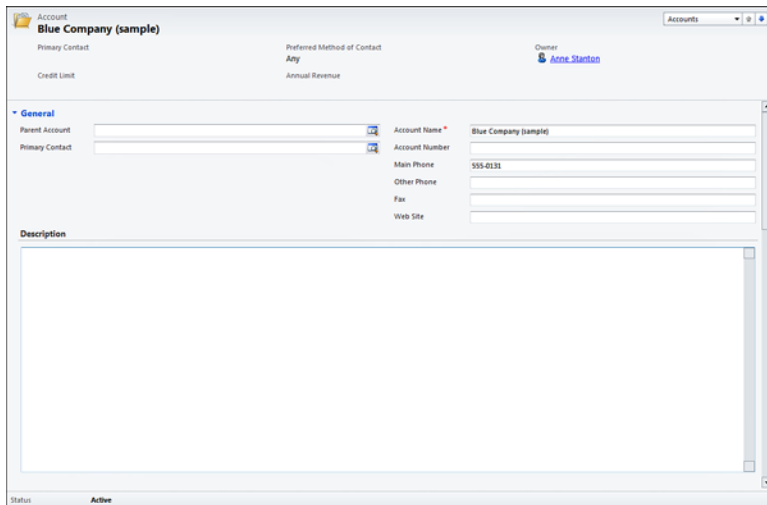 Account
Blue Company (sample)
Accounts
Primary Contact
Preferred Method of Contact
Any
Owner
Anne Stanton
Credit Limit
Annual Revenue
General
Parent Account
Account Name * Blue Company (sample)
Primary Contact
Account Number
Main Phone 555-0131
Other Phone
Fax
Web Site
Description
Status Active